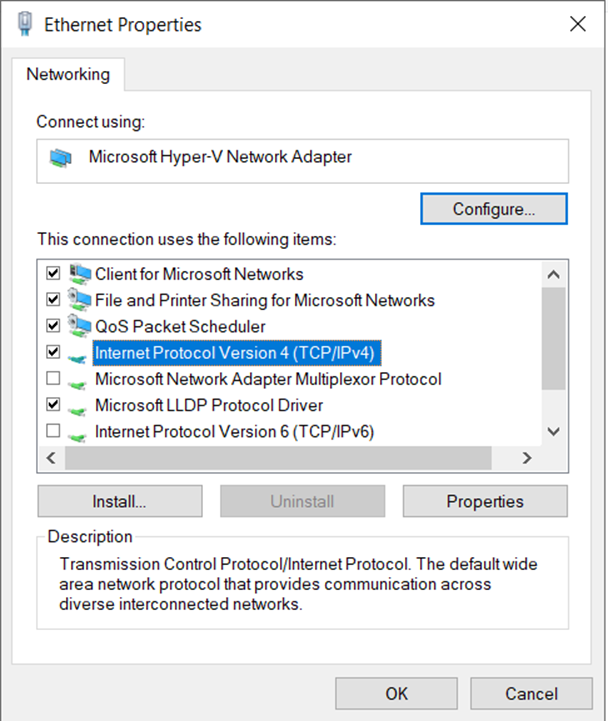 Ethernet Properties
Networking
Connect using:
Microsoft Hyper-V Network Adapter
Configure...
This connection uses the following items:
Client for Microsoft Networks
File and Printer Sharing for Microsoft Networks
QoS Packet Scheduler
Internet Protocol Version 4 (TCP/IPv4)
Microsoft Network Adapter Multiplexor Protocol
Microsoft LLDP Protocol Driver
Internet Protocol Version 6 (TCP/IPv6)
Install...
Uninstall
Properties
Description
Transmission Control Protocol/Internet Protocol. The default wide
area network protocol that provides communication across
diverse interconnected networks.
OK
Cancel